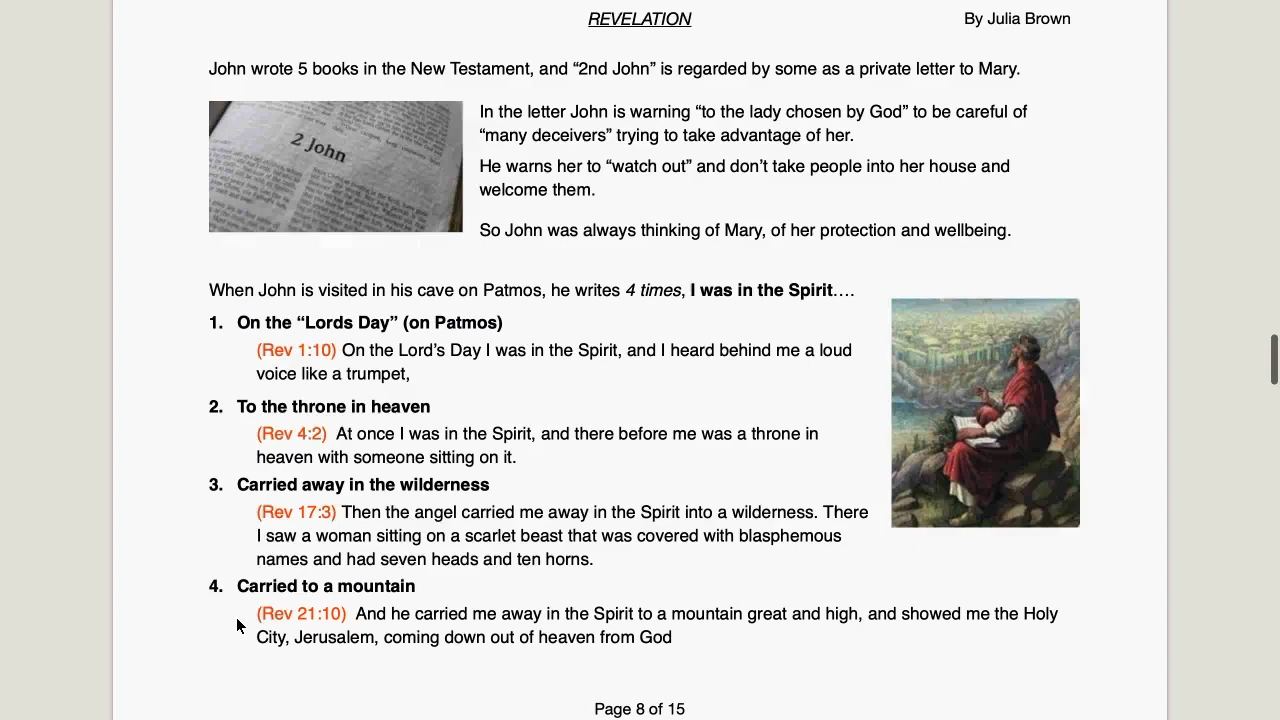 REVELATION
By Julia Brown
John wrote 5 books in the New Testament, and “2nd John” is regarded by some as a private letter to Mary.
2 John
In the letter John is warning “to the lady chosen by God” to be careful of
“many deceivers” trying to take advantage of her.
He warns her to “watch out” and don’t take people into her house and
welcome them.
So John was always thinking of Mary, of her protection and wellbeing.
When John is visited in his cave on Patmos, he writes 4 times, I was in the Spirit….
1. On the “Lords Day” (on Patmos)
(Rev 1:10) On the Lord’s Day I was in the Spirit, and I heard behind me a loud
voice like a trumpet,
2. To the throne in heaven
(Rev 4:2) At once I was in the Spirit, and there before me was a throne in
heaven with someone sitting on it.
3. Carried away in the wilderness
(Rev 17:3) Then the angel carried me away in the Spirit into a wilderness. There
I saw a woman sitting on a scarlet beast that was covered with blasphemous
names and had seven heads and ten horns.
4. Carried to a mountain
(Rev 21:10) And he carried me away in the Spirit to a mountain great and high, and showed me the Holy
City, Jerusalem, coming down out of heaven from God
Page 8 of 15